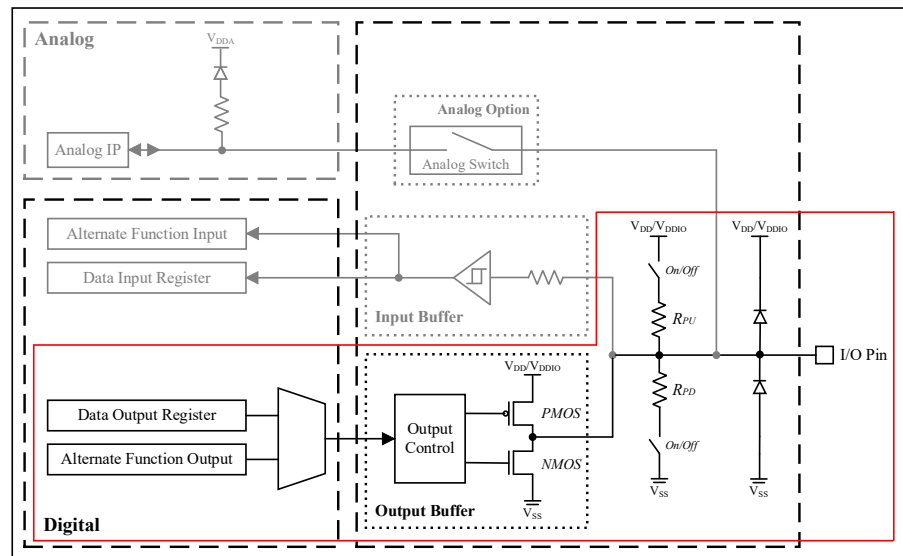 Analog
VDDA
Analog Option
Analog IP
Analog Switch
Alternate Function Input
Data Input Register
Input Buffer
VDD/VDDIO
VDD/VDDIO
On/Off
RPU
I/O Pin
VDD/VDDIO
RPD
Data Output Register
PMOS
Output Control
Alternate Function Output
NMOS
On/Off
VSS
VSS
VSS
Digital
Output Buffer